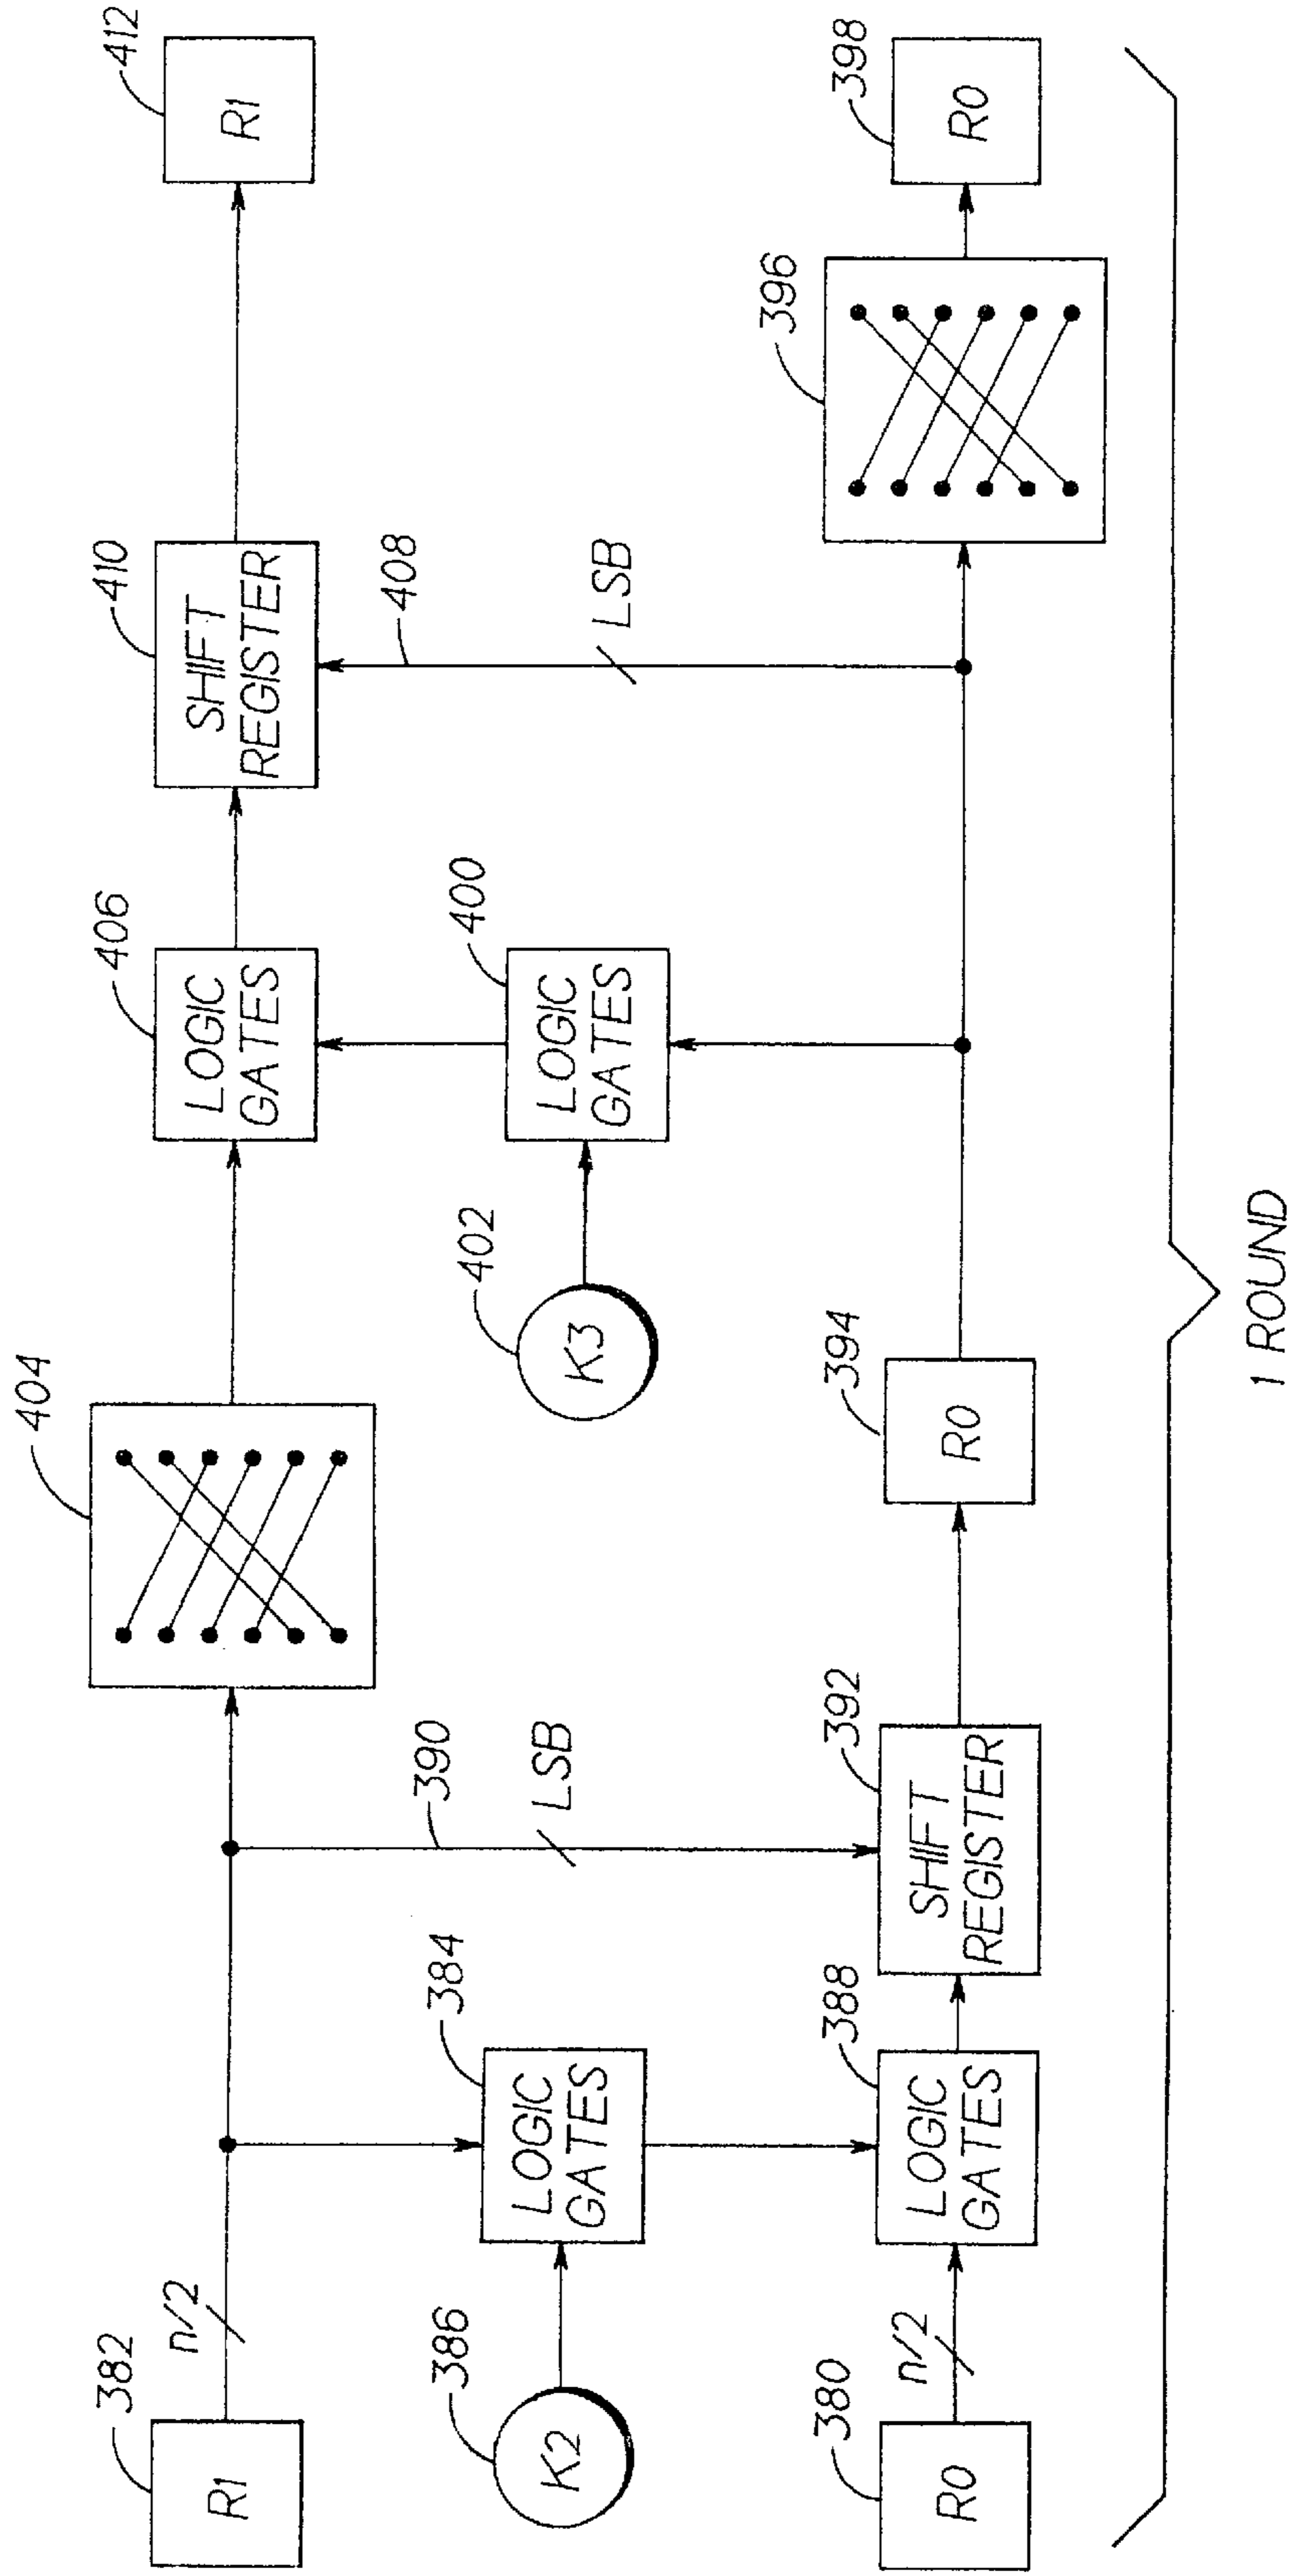 382
R1
n/2
404
406
LOGIC
GATES
410
SHIFT
REGISTER
412
R1
386
K2
384
LOGIC
GATES
390
LSB
402
K3
400
LOGIC
GATES
408
LSB
380
R0
n/2
388
LOGIC
GATES
392
SHIFT
REGISTER
394
R0
396
398
R0
1 ROUND